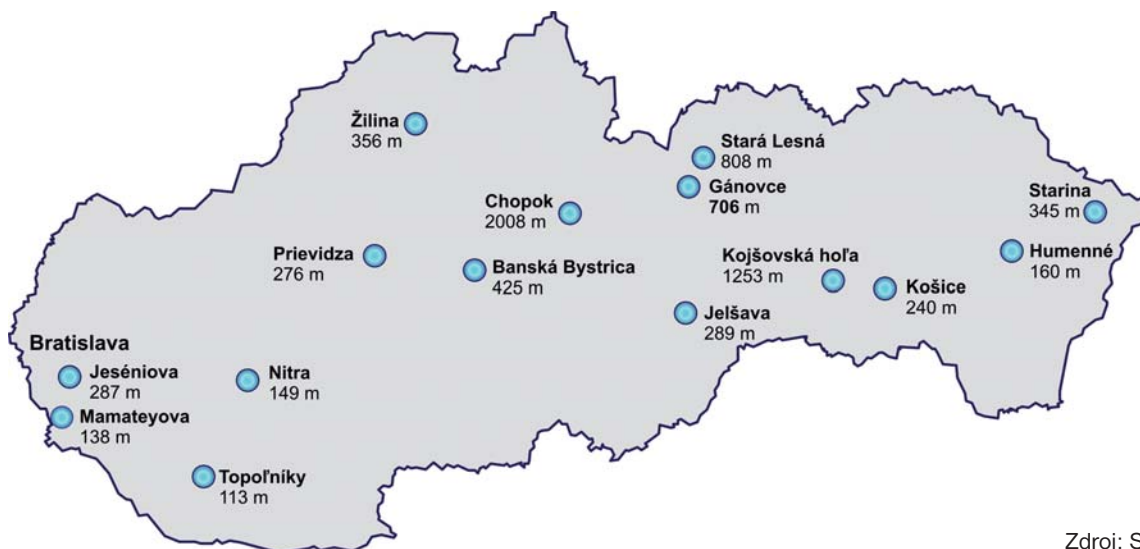 Žilina
356 m
Stará Lesná
808 m
Gánovce
706 m
Chopok
2008 m
Starina
345 m
Prievidza
276 m
Banská Bystrica
425 m
Kojšovská hoľa
1253 m
Humenné
160 m
Košice
240 m
Jelšava
289 m
Bratislava
Jeséniova
287 m
Nitra
149 m
Mamateyova
138 m
Topoľníky
113 m
Zdroj: S